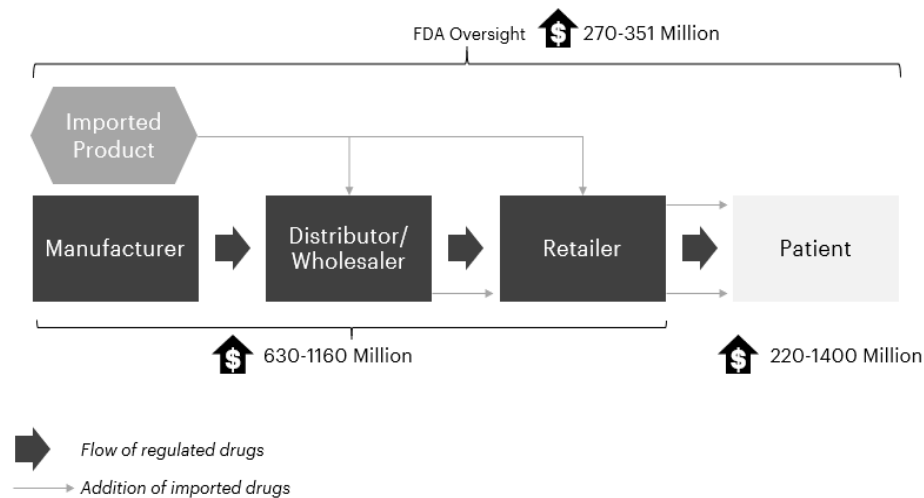 FDA Oversight $ 270-351 Million
Imported
Product
Manufacturer
Distributor/
Wholesaler
Retailer
Patient
$ 630-1160 Million
$ 220-1400 Million
Flow of regulated drugs
Addition of imported drugs